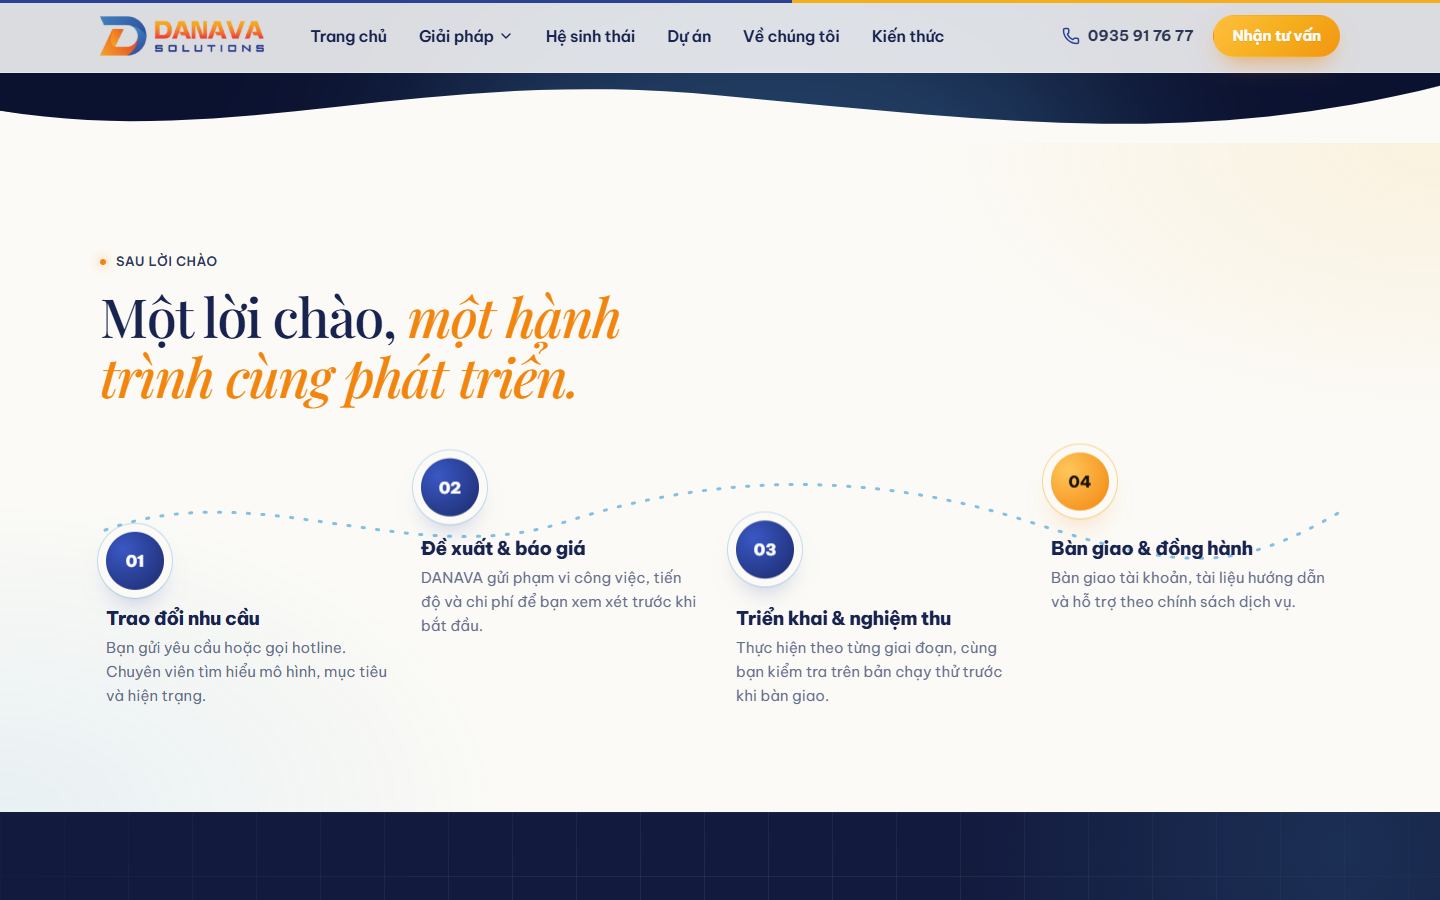 DANAVA
SOLUTIONS
Trang chủ
Giải pháp
Hệ sinh thái
Dự án
Về chúng tôi
Kiến thức
0935 91 76 77
Nhận tư vấn
SAU LỜI CHÀO
Một lời chào, một hành
trình cùng phát triển.
01
Trao đổi nhu cầu
Bạn gửi yêu cầu hoặc gọi hotline.
Chuyên viên tìm hiểu mô hình, mục tiêu
và hiện trạng.
02
Đề xuất & báo giá
DANAVA gửi phạm vi công việc, tiến
độ và chi phí để bạn xem xét trước khi
bắt đầu.
03
Triển khai & nghiệm thu
Thực hiện theo từng giai đoạn, cùng
bạn kiểm tra trên bản chạy thử trước
khi bàn giao.
04
Bàn giao & đồng hành
Bàn giao tài khoản, tài liệu hướng dẫn
và hỗ trợ theo chính sách dịch vụ.